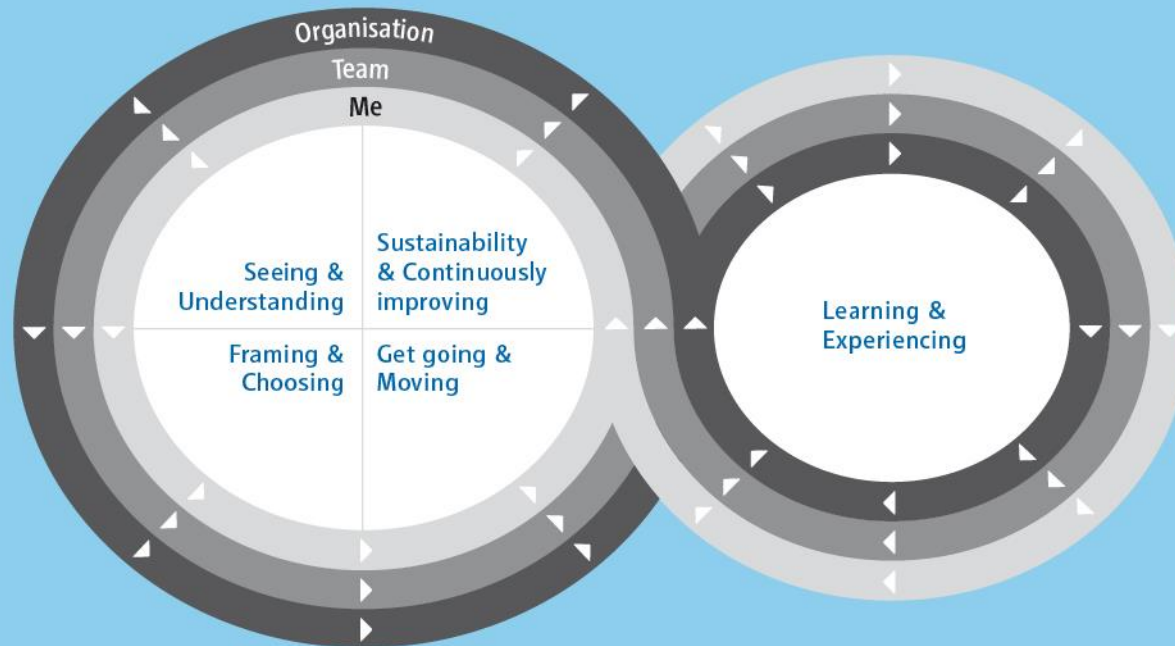 Organisation
Team
Me
Seeing &
Understanding
Sustainability
& Continuously
improving
Framing &
Choosing
Get going &
Moving
Learning &
Experiencing